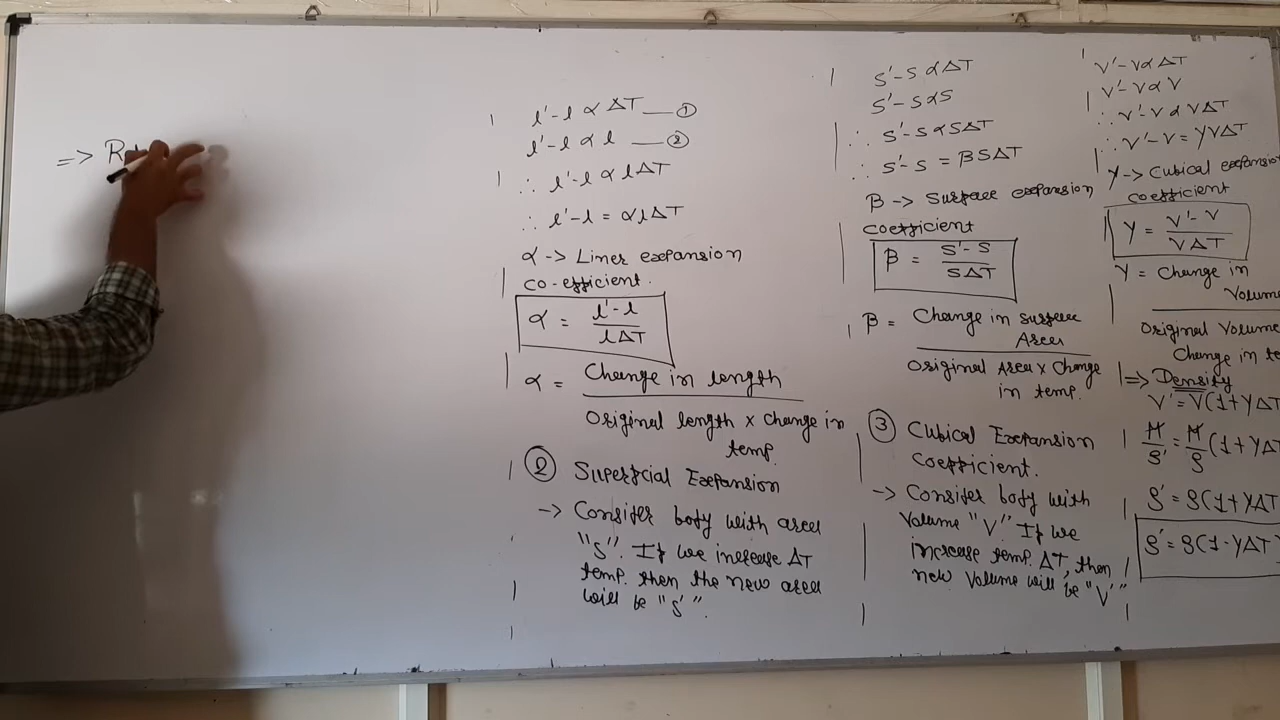 => R
l'-l α ΔT — ①
l'-l α l — ②
∴ l'-l α lΔT
∴ l'-l = αlΔT
α -> Liner expansion
co-efficient.
α = l'-l / lΔT
α = Change in length / Original length x Change in temp.
② Superficial Expansion
-> Consider body with area
"S". If we increase ΔT
temp. then the new area
will be "S'".
S'-S α ΔT
S'-S α S
∴ S'-S α SΔT
∴ S'-S = βSΔT
β -> Surface expansion
coefficient
β = S'-S / SΔT
β = Change in surface Area / Original Area x Change in temp.
③ Cubical Expansion
Coefficient.
-> Consider body with
Volume "V". If we
increase temp. ΔT, then
new Volume will be "V'"
V'-V α ΔT
V'-V α V
∴ V'-V α VΔT
∴ V'-V = γVΔT
γ -> Cubical expansion
coefficient
γ = V'-V / VΔT
γ = Change in Volume / Original Volume
Change in
=> Density
V' = V(1+γΔT
M/ρ' = M/ρ (1+γΔT
ρ' = ρ(1+γΔT
ρ' = ρ(1-γΔT)